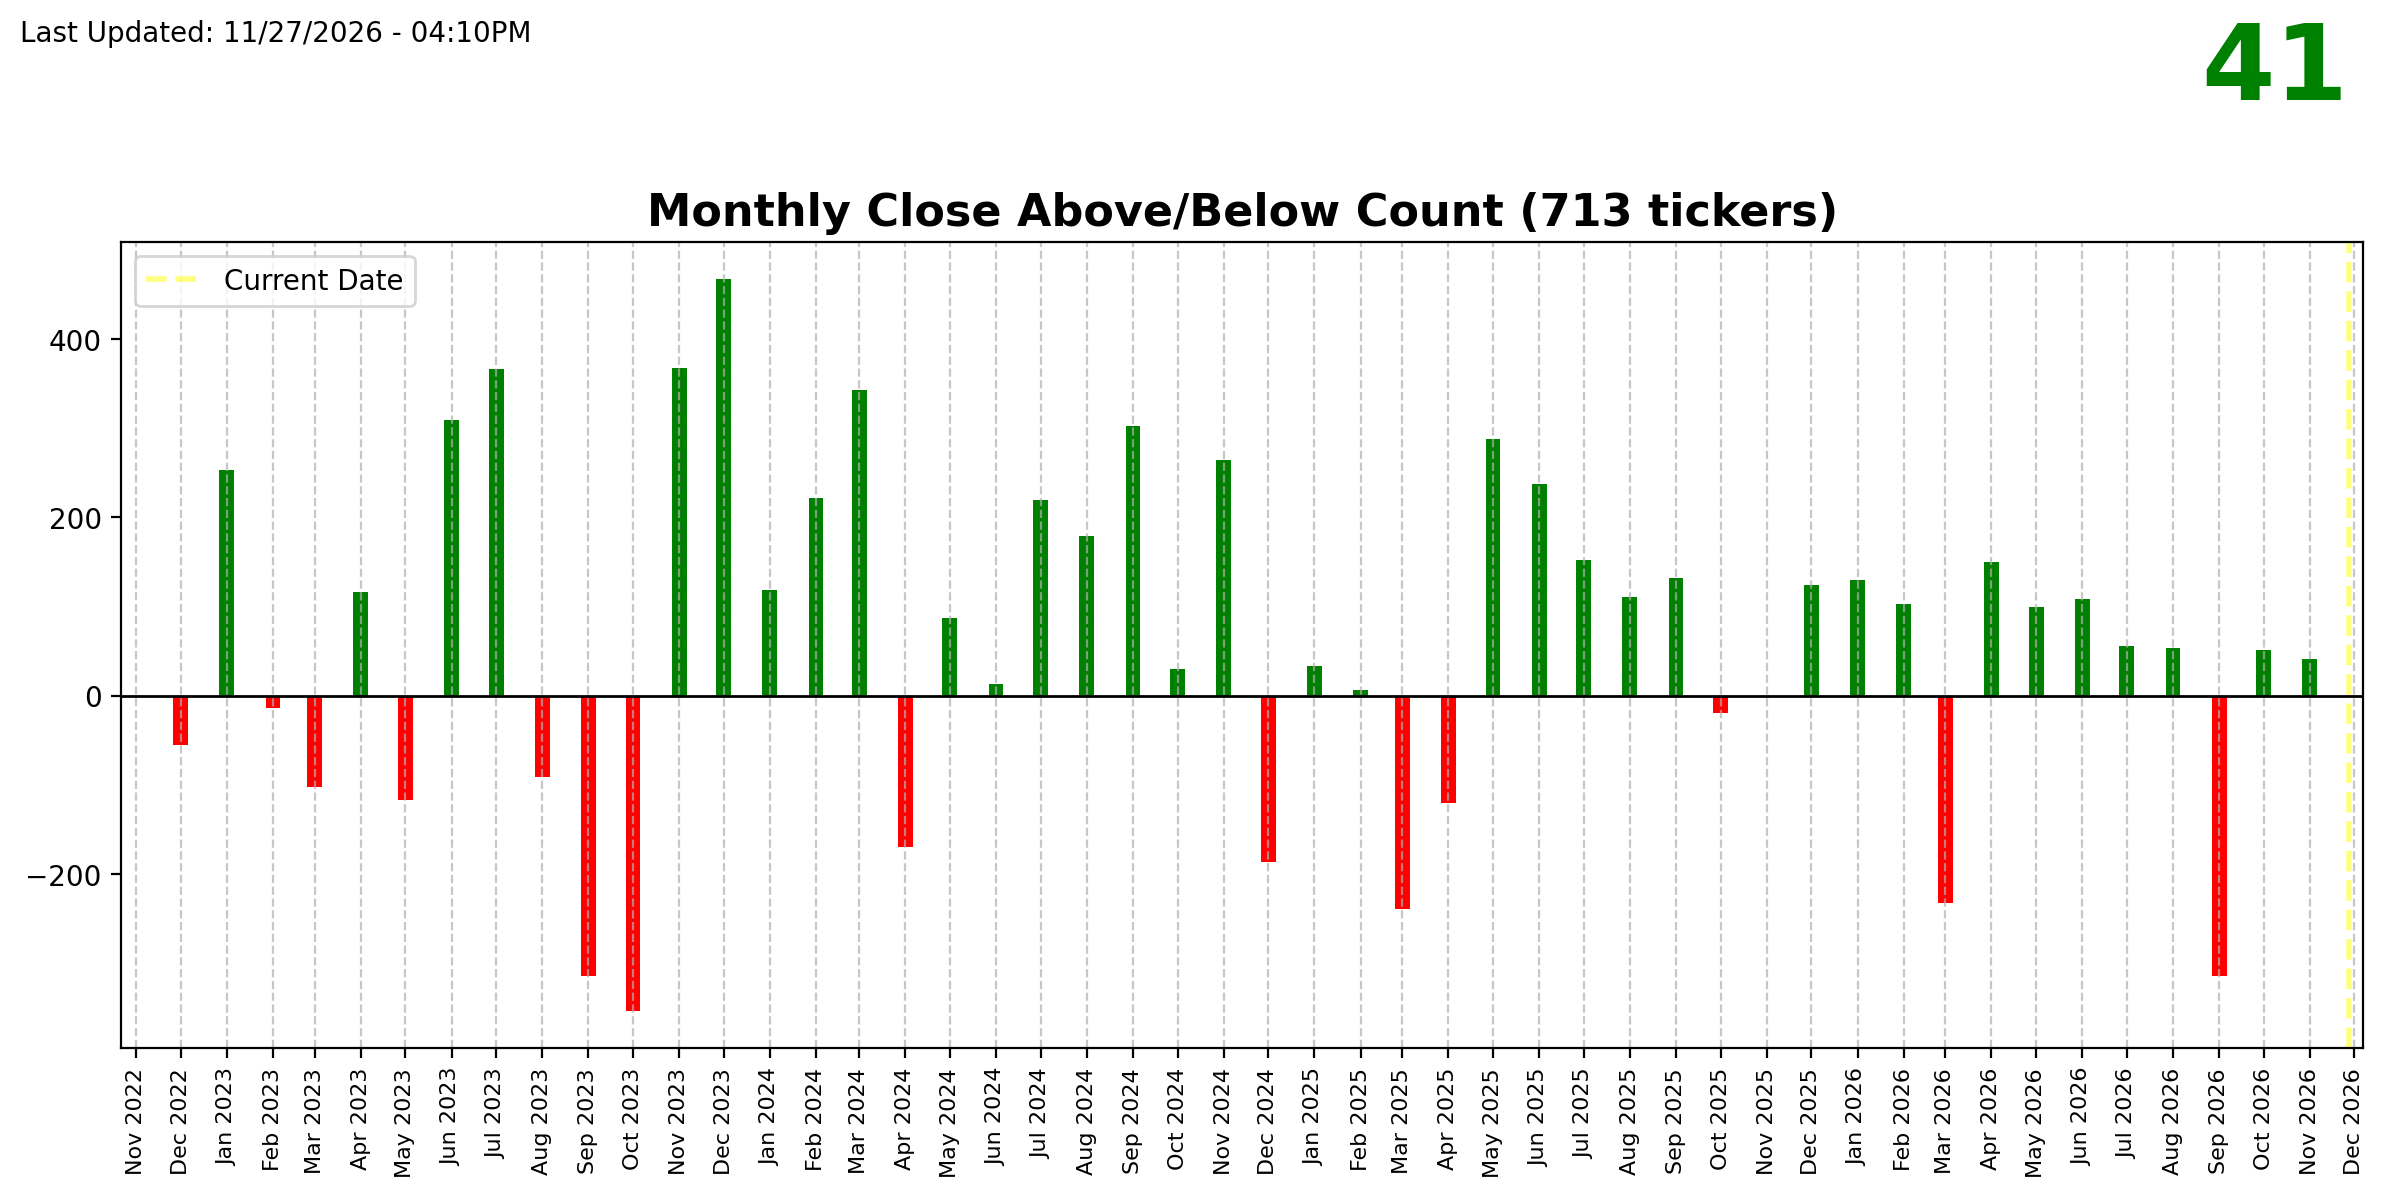 Last Updated: 11/27/2026 - 04:10PM
41
Monthly Close Above/Below Count (713 tickers)
Current Date
400
200
0
−200
Nov 2022
Dec 2022
Jan 2023
Feb 2023
Mar 2023
Apr 2023
May 2023
Jun 2023
Jul 2023
Aug 2023
Sep 2023
Oct 2023
Nov 2023
Dec 2023
Jan 2024
Feb 2024
Mar 2024
Apr 2024
May 2024
Jun 2024
Jul 2024
Aug 2024
Sep 2024
Oct 2024
Nov 2024
Dec 2024
Jan 2025
Feb 2025
Mar 2025
Apr 2025
May 2025
Jun 2025
Jul 2025
Aug 2025
Sep 2025
Oct 2025
Nov 2025
Dec 2025
Jan 2026
Feb 2026
Mar 2026
Apr 2026
May 2026
Jun 2026
Jul 2026
Aug 2026
Sep 2026
Oct 2026
Nov 2026
Dec 2026